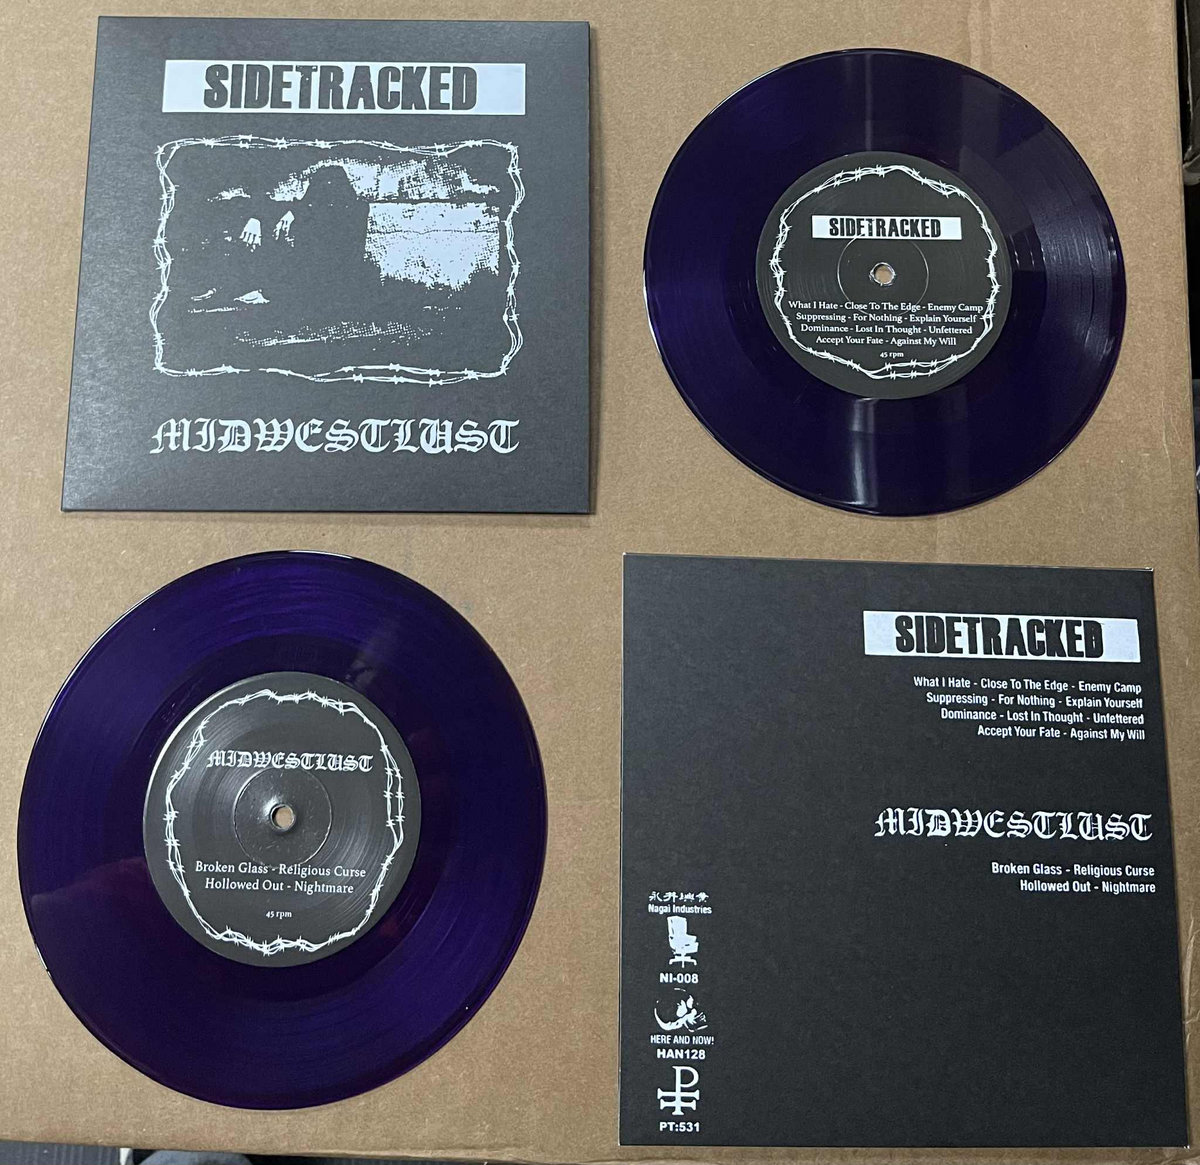 SIDETRACKED
MIDWESTLUST
SIDETRACKED
What I Hate - Close To The Edge - Enemy Camp
Suppressing - For Nothing - Explain Yourself
Dominance - Lost In Thought - Unfettered
Accept Your Fate - Against My Will
45 rpm
MIDWESTLUST
Broken Glass - Religious Curse
Hollowed Out - Nightmare
45 rpm
SIDETRACKED
What I Hate - Close To The Edge - Enemy Camp
Suppressing - For Nothing - Explain Yourself
Dominance - Lost In Thought - Unfettered
Accept Your Fate - Against My Will
MIDWESTLUST
Broken Glass - Religious Curse
Hollowed Out - Nightmare
Nagai Industries
NI-008
HERE AND NOW!
HAN128
PT:531